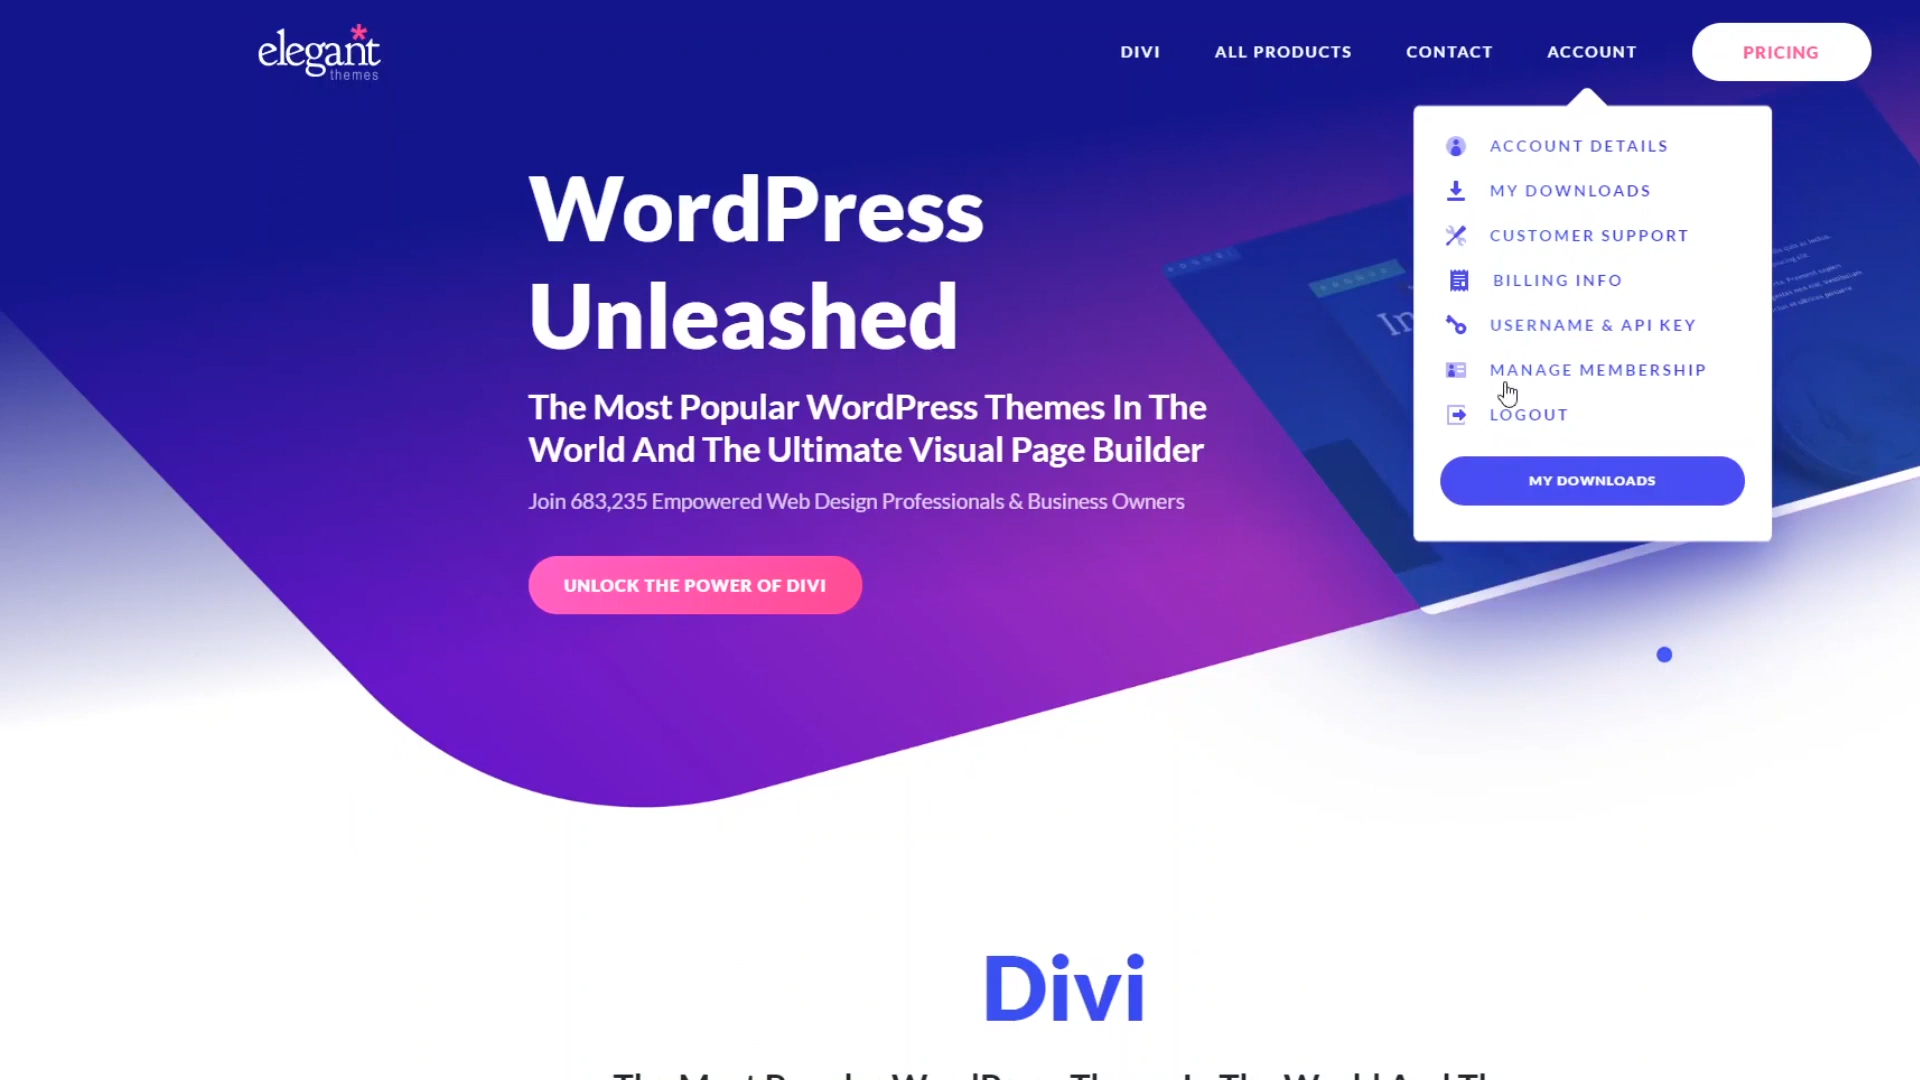 elegant
themes
DIVI
ALL PRODUCTS
CONTACT
ACCOUNT
PRICING
ACCOUNT DETAILS
MY DOWNLOADS
CUSTOMER SUPPORT
BILLING INFO
USERNAME & API KEY
MANAGE MEMBERSHIP
LOGOUT
MY DOWNLOADS
WordPress
Unleashed
The Most Popular WordPress Themes In The
World And The Ultimate Visual Page Builder
Join 683,235 Empowered Web Design Professionals & Business Owners
UNLOCK THE POWER OF DIVI
Divi